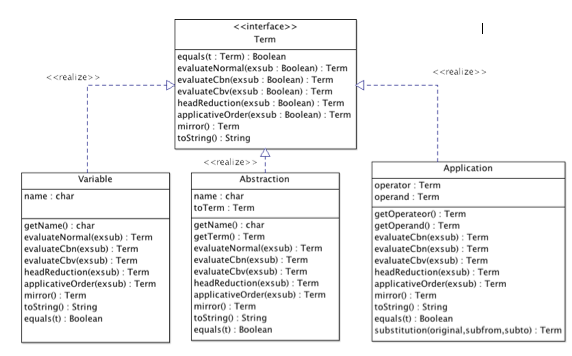 <<interface>>
Term
equals(t : Term) : Boolean
evaluateNormal(exsub : Boolean) : Term
evaluateCbn(exsub : Boolean) : Term
evaluateCbv(exsub : Boolean) : Term
headReduction(exsub : Boolean) : Term
applicativeOrder(exsub : Boolean) : Term
mirror() : Term
toString() : String
<<realize>>
<<realize>>
<<realize>>
Variable
name : char
getName() : char
evaluateNormal(exsub) : Term
evaluateCbn(exsub) : Term
evaluateCbv(exsub) : Term
headReduction(exsub) : Term
applicativeOrder(exsub) : Term
mirror() : Term
toString() : String
equals(t) : Boolean
Abstraction
name : char
toTerm : Term
getName() : char
getTerm() : Term
evaluateNormal(exsub) : Term
evaluateCbn(exsub) : Term
evaluateCbv(exsub) : Term
headReduction(exsub) : Term
applicativeOrder(exsub) : Term
mirror() : Term
toString() : String
equals(t) : Boolean
Application
operator : Term
operand : Term
getOperateor() : Term
getOperand() : Term
evaluateCbn(exsub) : Term
evaluateCbn(exsub) : Term
evaluateCbv(exsub) : Term
headReduction(exsub) : Term
applicativeOrder(exsub) : Term
mirror() : Term
toString() : String
equals(t) : Boolean
substitution(original,subfrom,subto) : Term